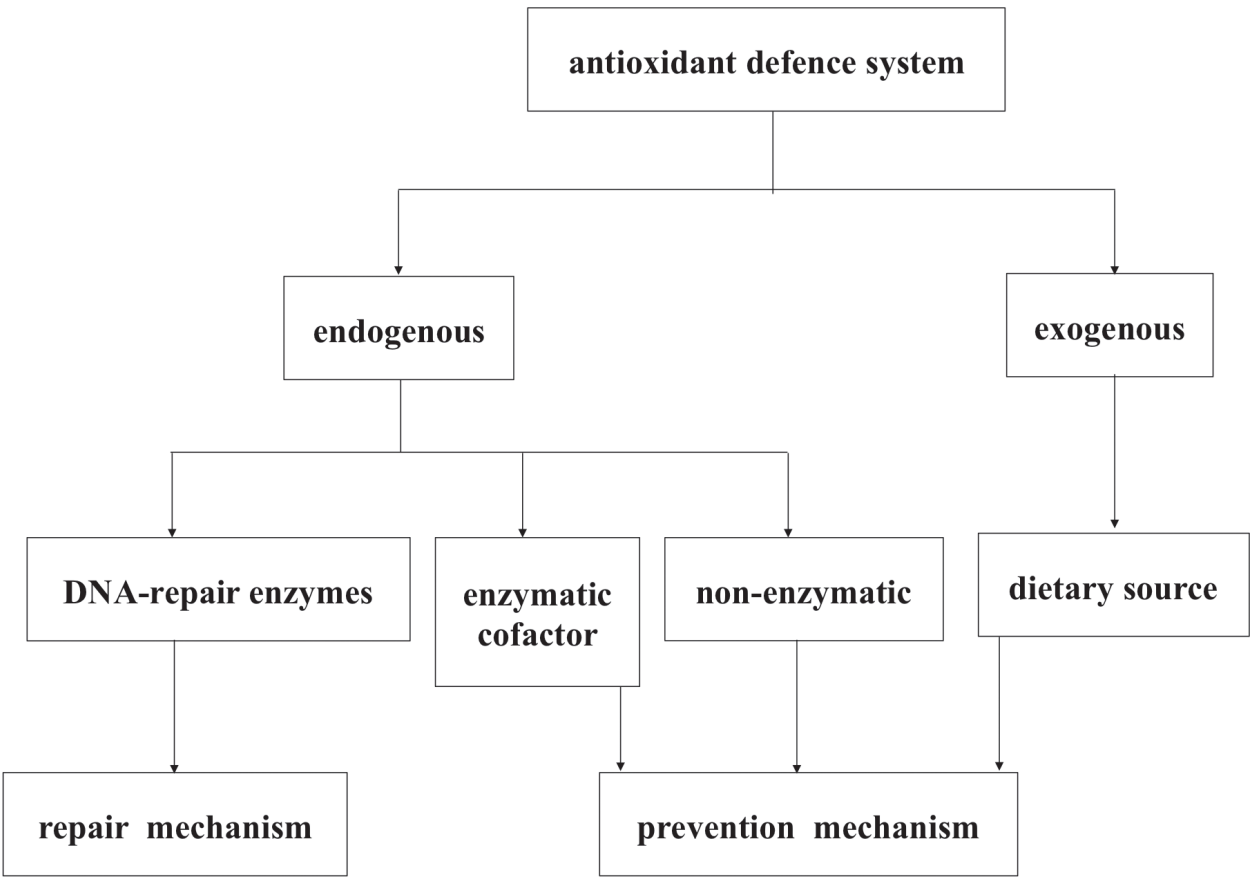 antioxidant defence system
endogenous
exogenous
DNA-repair enzymes
enzymatic
cofactor
non-enzymatic
dietary source
repair mechanism
prevention mechanism